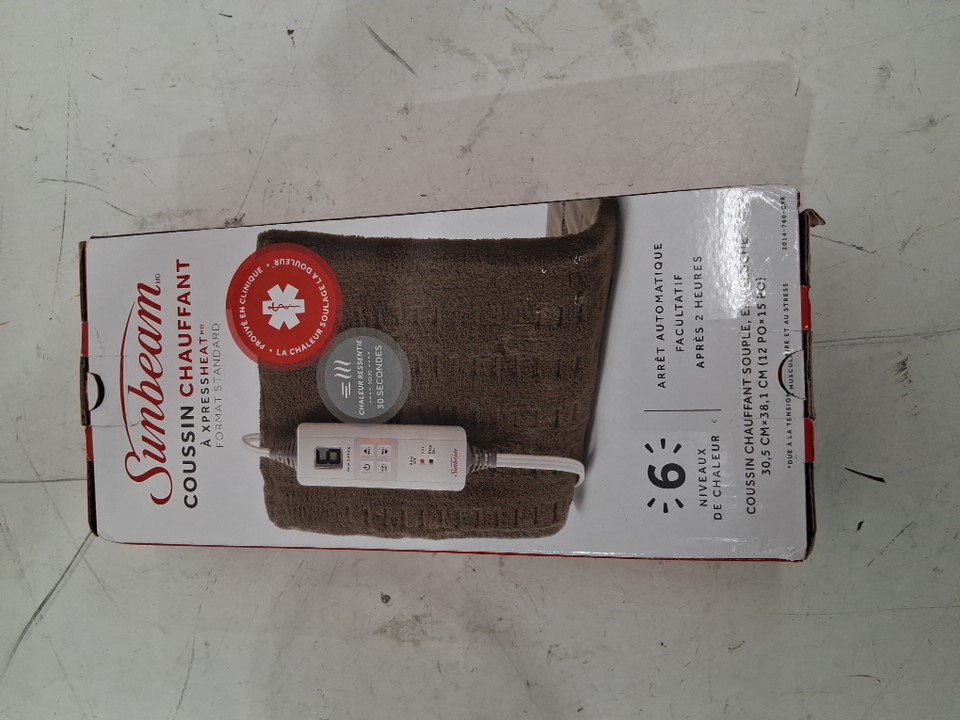 Sunbeam MD
COUSSIN CHAUFFANT
À XPRESSHEAT MD
FORMAT STANDARD
PROUVÉ EN CLINIQUE • LA CHALEUR SOULAGE LA DOULEUR* •
CHALEUR RESSENTIE
30 SECONDES
6
Sunbeam
6
NIVEAUX
DE CHALEUR
ARRÊT AUTOMATIQUE
FACULTATIF
APRÈS 2 HEURES
COUSSIN CHAUFFANT SOUPLE,
30,5 CM×38,1 CM (12 PO×15 PO)
*DUE À LA TENSION MUSCULAIRE ET AU STRESS